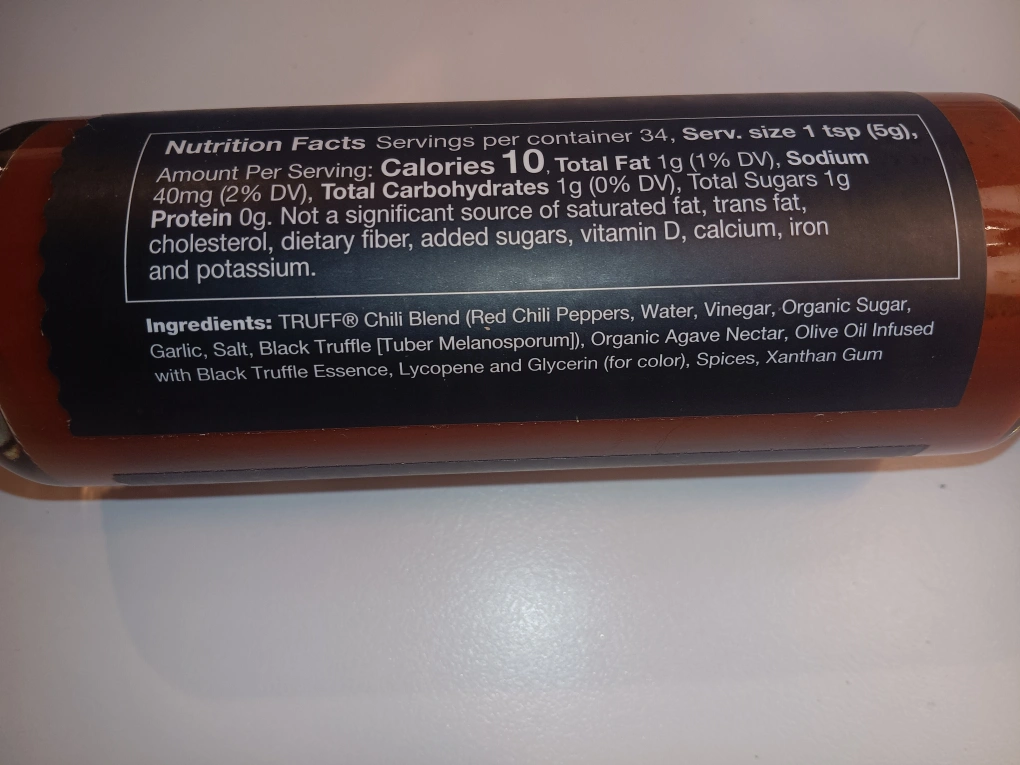 Nutrition Facts Servings per container 34, Serv. size 1 tsp (5g),
Amount Per Serving: Calories 10, Total Fat 1g (1% DV), Sodium
40mg (2% DV), Total Carbohydrates 1g (0% DV), Total Sugars 1g
Protein 0g. Not a significant source of saturated fat, trans fat,
cholesterol, dietary fiber, added sugars, vitamin D, calcium, iron
and potassium.
Ingredients: TRUFF® Chili Blend (Red Chili Peppers, Water, Vinegar, Organic Sugar,
Garlic, Salt, Black Truffle [Tuber Melanosporum]), Organic Agave Nectar, Olive Oil Infused
with Black Truffle Essence, Lycopene and Glycerin (for color), Spices, Xanthan Gum